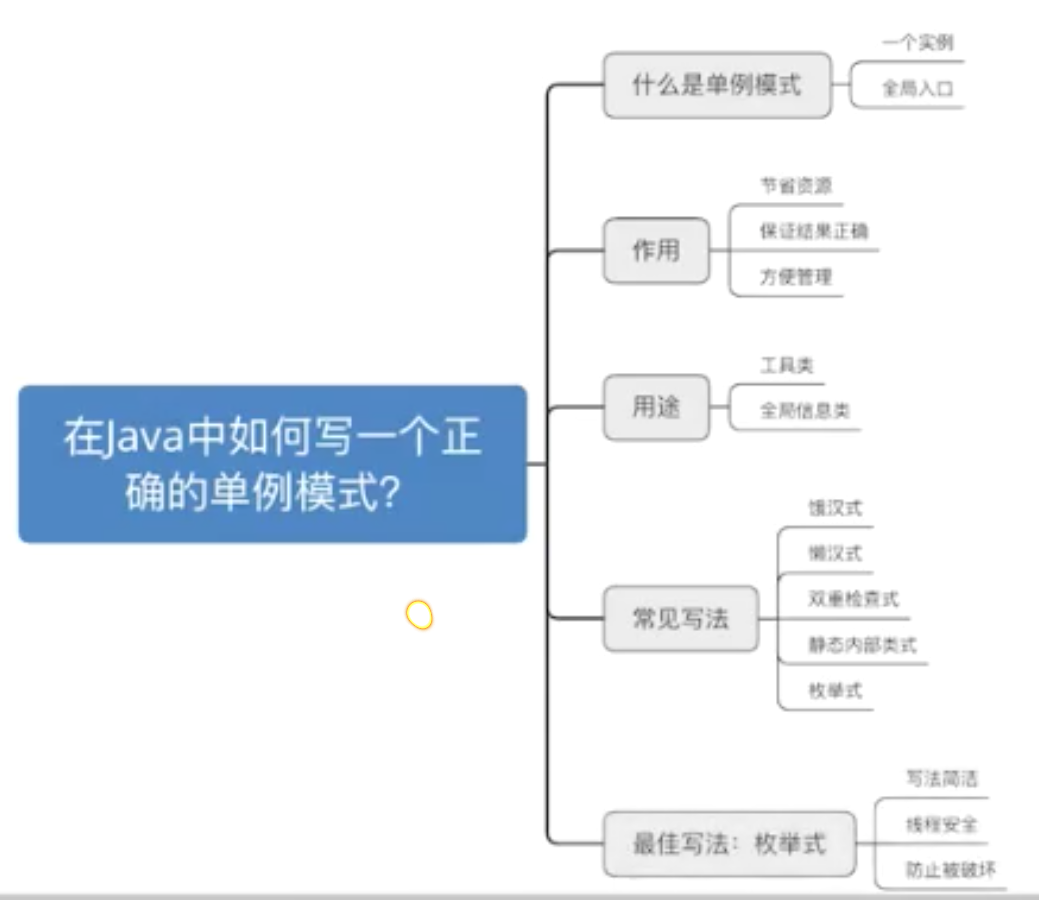 在Java中如何写一个正
确的单例模式?
什么是单例模式
一个实例
全局入口
作用
节省资源
保证结果正确
方便管理
用途
工具类
全局信息类
常见写法
饿汉式
懒汉式
双重检查式
静态内部类式
枚举式
最佳写法：枚举式
写法简洁
线程安全
防止被破坏